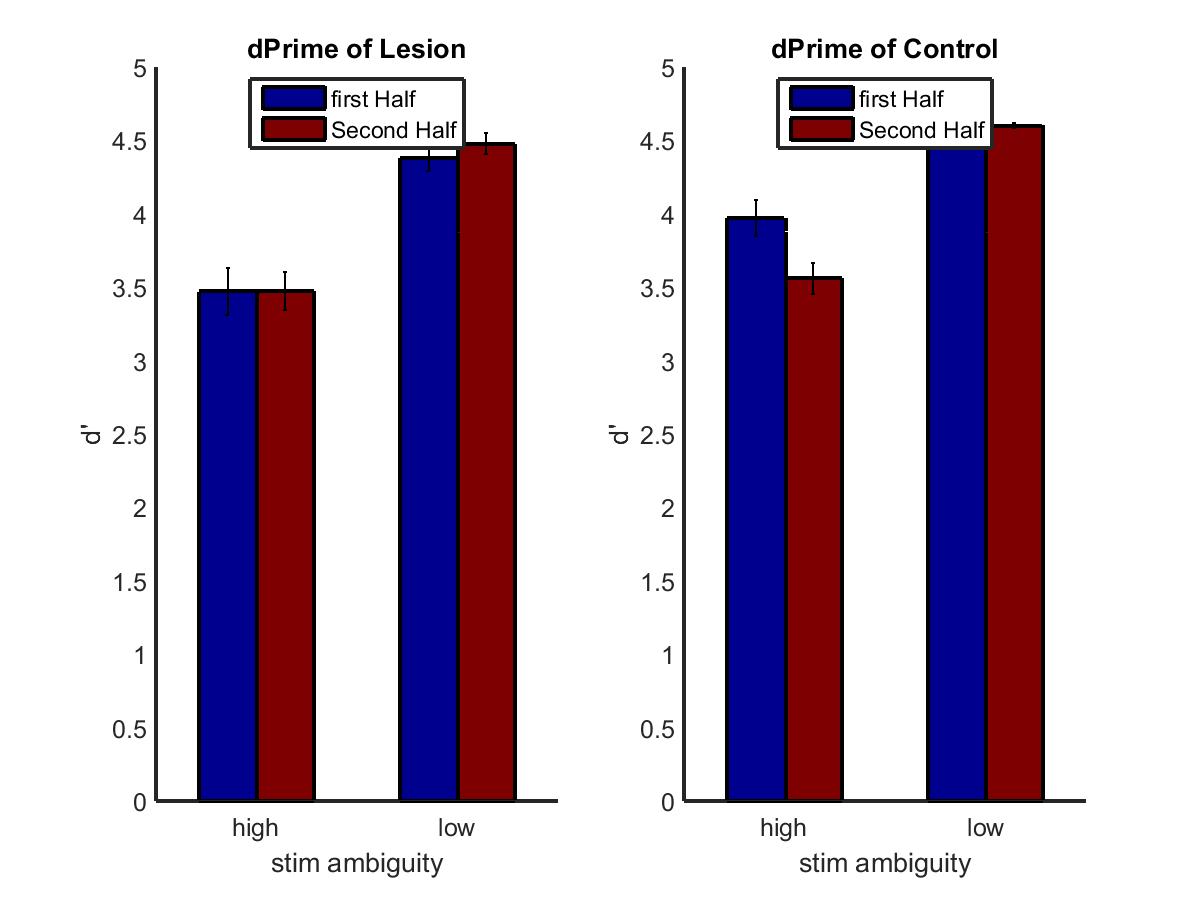 dPrime of Lesion
first Half
Second Half
5
4.5
4
3.5
3
2.5
2
1.5
1
0.5
0
d'
high low
stim ambiguity
dPrime of Control
first Half
Second Half
5
4.5
4
3.5
3
2.5
2
1.5
1
0.5
0
d'
high low
stim ambiguity